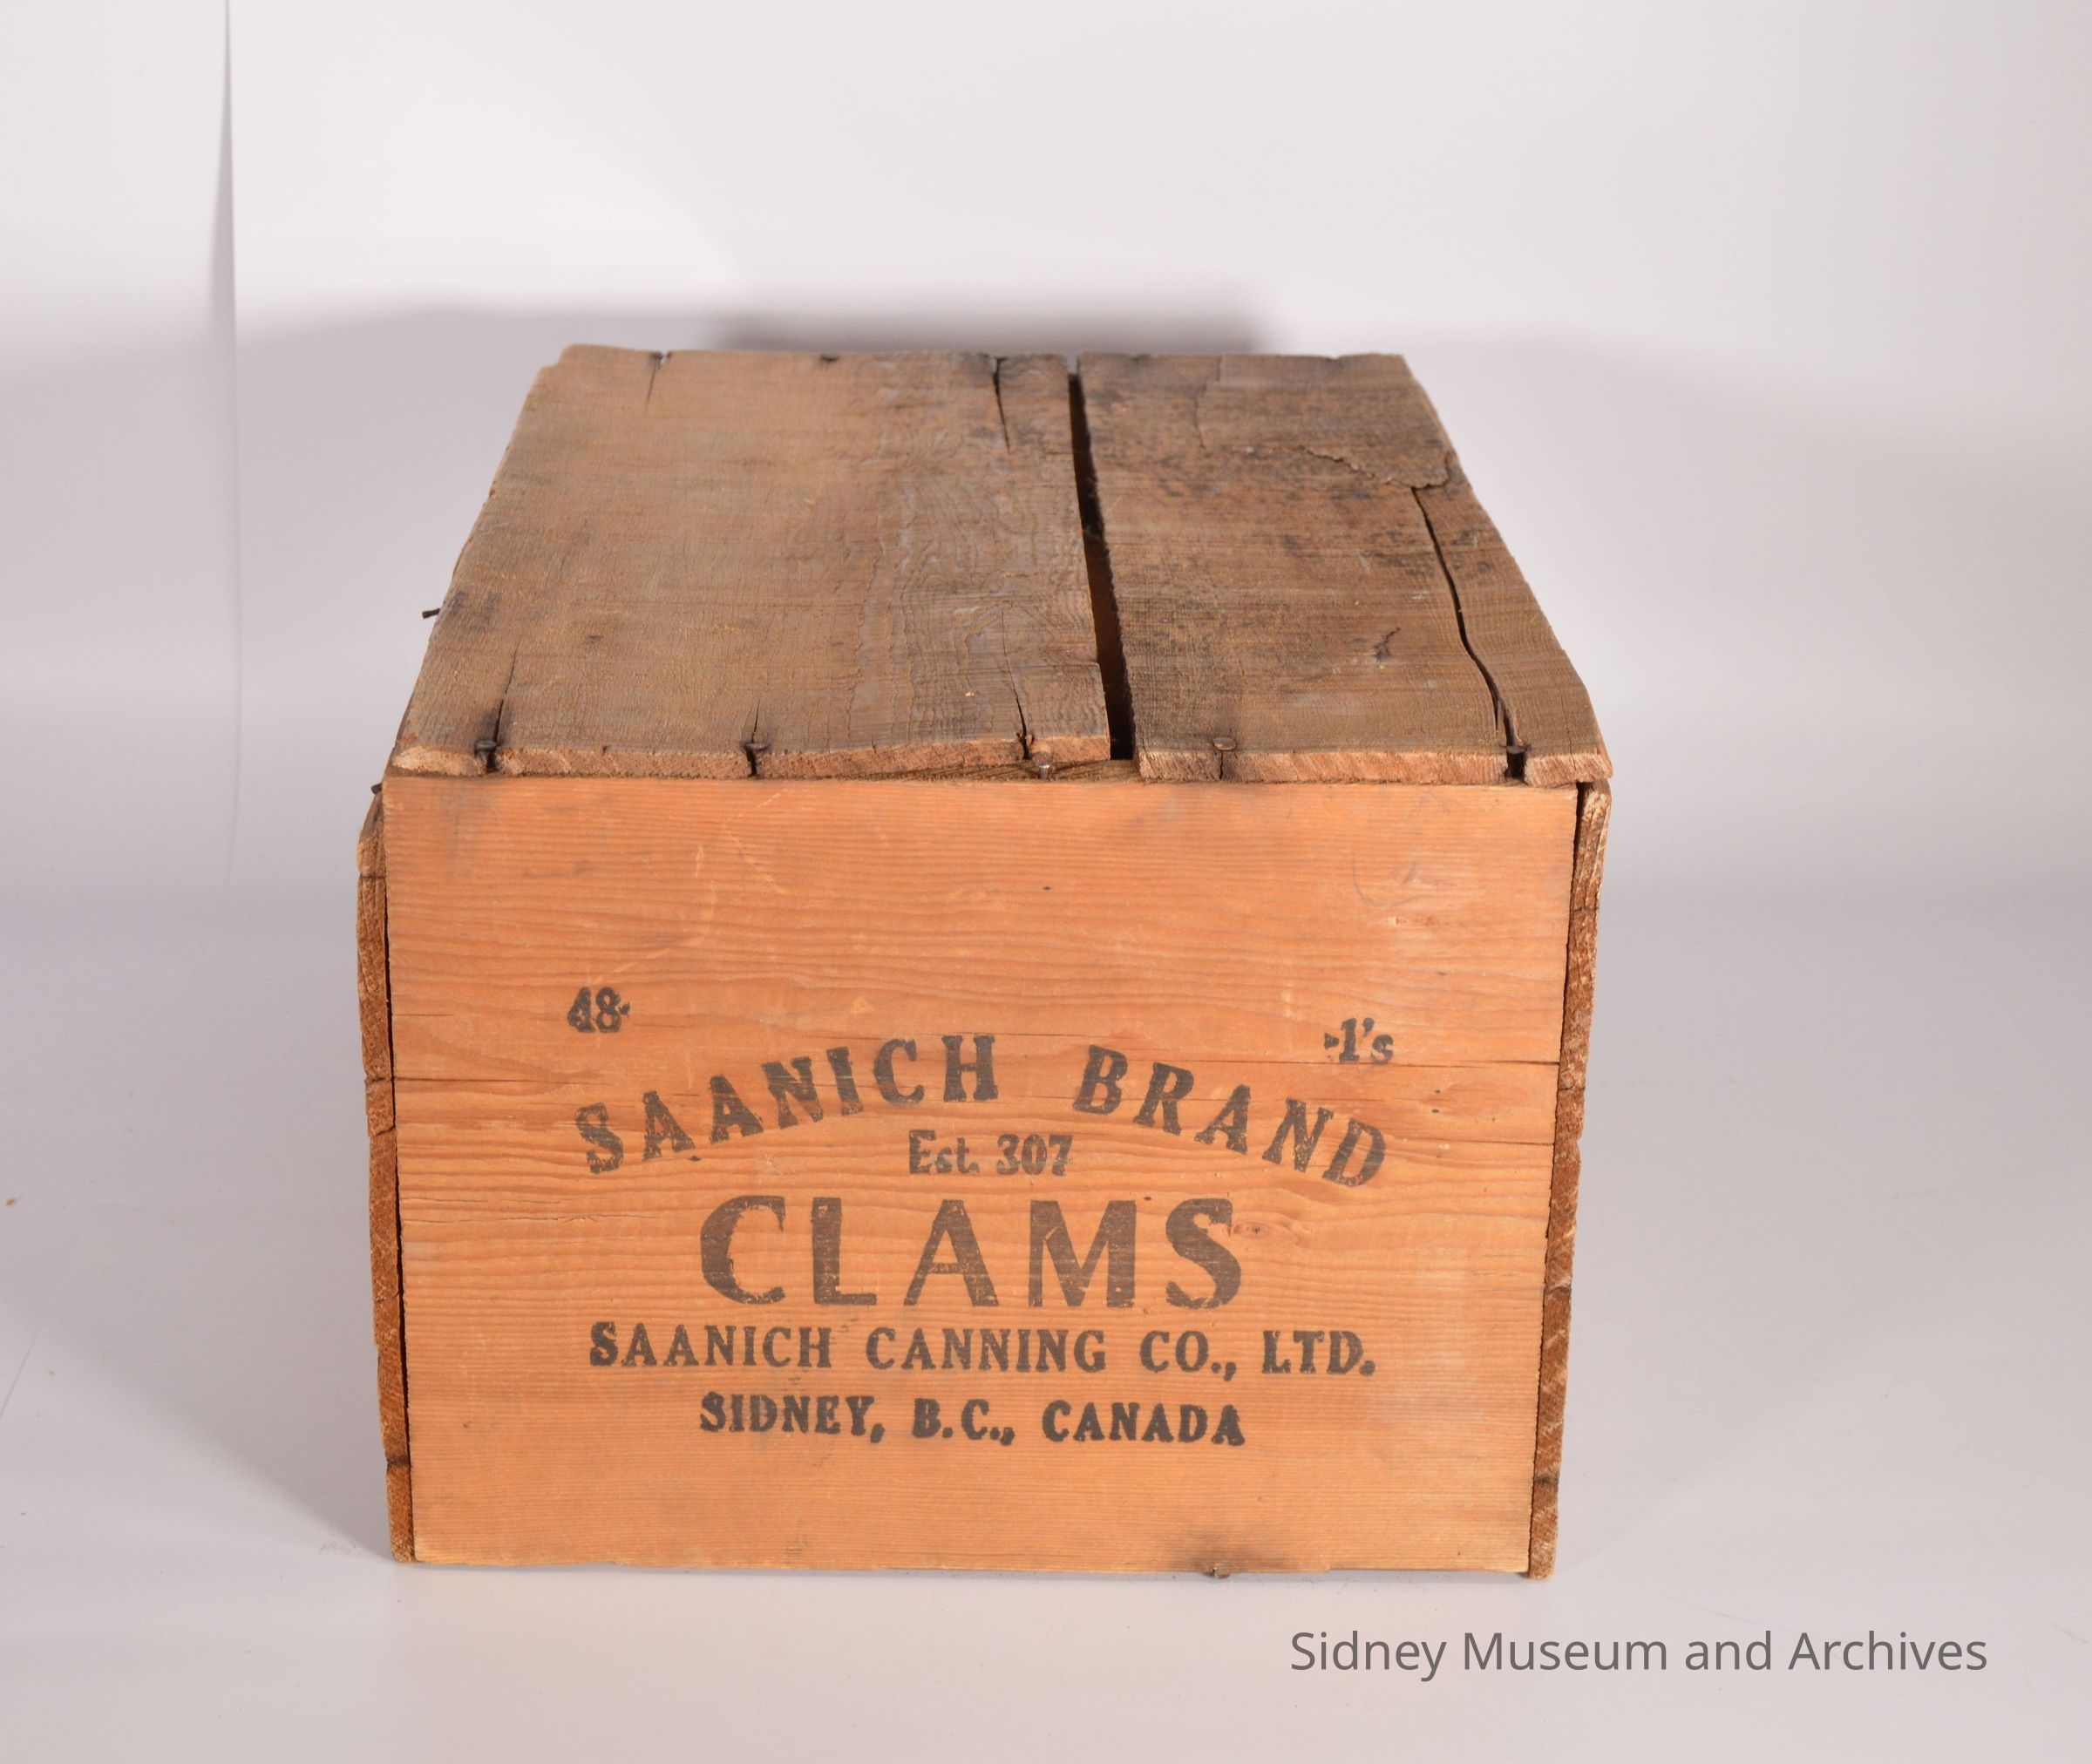 48-
-1's
SAANICH BRAND
Est. 307
CLAMS
SAANICH CANNING CO., LTD.
SIDNEY, B.C., CANADA
Sidney Museum and Archives